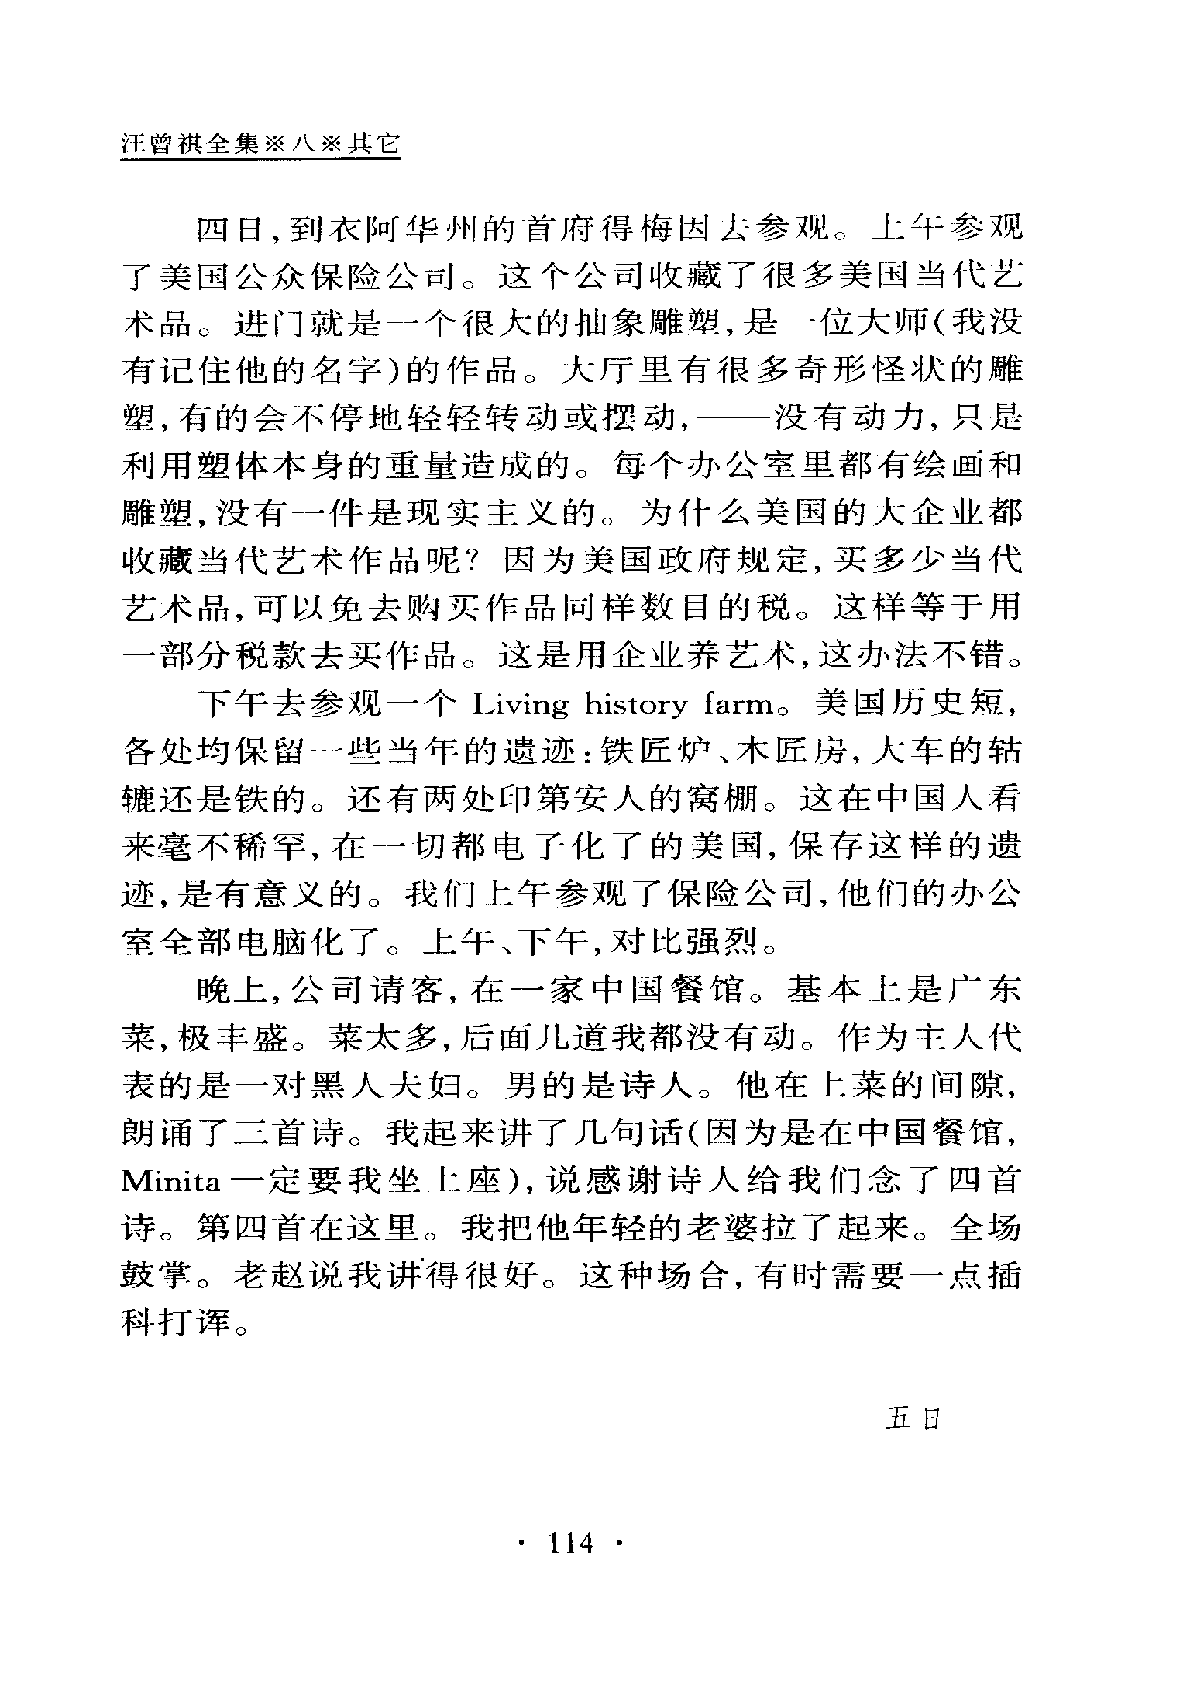 汪曾祺全集※八※其它
四日，到衣阿华州的首府得梅因去参观。上午参观
了美国公众保险公司。这个公司收藏了很多美国当代艺
术品。进门就是一个很大的抽象雕塑，是一位大师（我没
有记住他的名字）的作品。大厅里有很多奇形怪状的雕
塑，有的会不停地轻轻转动或摆动，——没有动力，只是
利用塑体本身的重量造成的。每个办公室里都有绘画和
雕塑，没有一件是现实主义的。为什么美国的大企业都
收藏当代艺术作品呢？因为美国政府规定，买多少当代
艺术品，可以免去购买作品同样数目的税。这样等于用
一部分税款去买作品。这是用企业养艺术，这办法不错。
下午去参观一个 Living history farm。美国历史短，
各处均保留一些当年的遗迹：铁匠炉、木匠房，大车的轱
辘还是铁的。还有两处印第安人的窝棚。这在中国人看
来毫不稀罕，在一切都电子化了的美国，保存这样的遗
迹，是有意义的。我们上午参观了保险公司，他们的办公
室全部电脑化了。上午、下午，对比强烈。
晚上，公司请客，在一家中国餐馆。基本上是广东
菜，极丰盛。菜太多，后面几道我都没有动。作为主人代
表的是一对黑人夫妇。男的是诗人。他在上菜的间隙，
朗诵了三首诗。我起来讲了几句话（因为是在中国餐馆，
Minita 一定要我坐上座），说感谢诗人给我们念了四首
诗。第四首在这里。我把他年轻的老婆拉了起来。全场
鼓掌。老赵说我讲得很好。这种场合，有时需要一点插
科打诨。
五日
· 114 ·